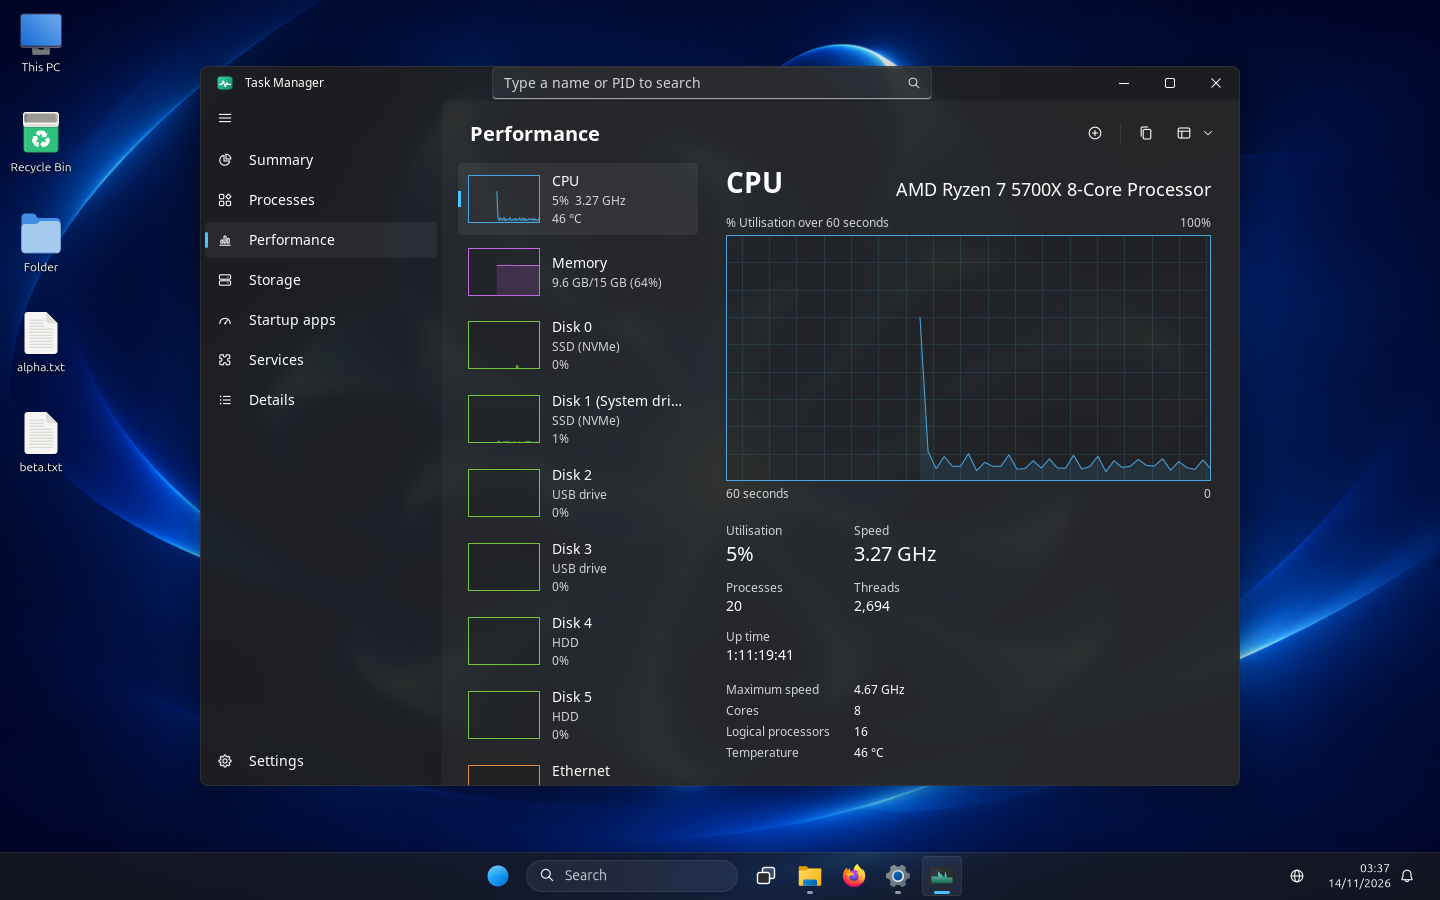 This PC
Recycle Bin
Folder
alpha.txt
beta.txt
Task Manager
Type a name or PID to search
Summary
Processes
Performance
Storage
Startup apps
Services
Details
Settings
Performance
CPU
5% 3.27 GHz
46 °C
Memory
9.6 GB/15 GB (64%)
Disk 0
SSD (NVMe)
0%
Disk 1 (System dri...
SSD (NVMe)
1%
Disk 2
USB drive
0%
Disk 3
USB drive
0%
Disk 4
HDD
0%
Disk 5
HDD
0%
Ethernet
CPU
AMD Ryzen 7 5700X 8-Core Processor
% Utilisation over 60 seconds
100%
60 seconds
0
Utilisation
Speed
5%
3.27 GHz
Processes
Threads
20
2,694
Up time
1:11:19:41
Maximum speed
4.67 GHz
Cores
8
Logical processors
16
Temperature
46 °C
Search
03:37
14/11/2026